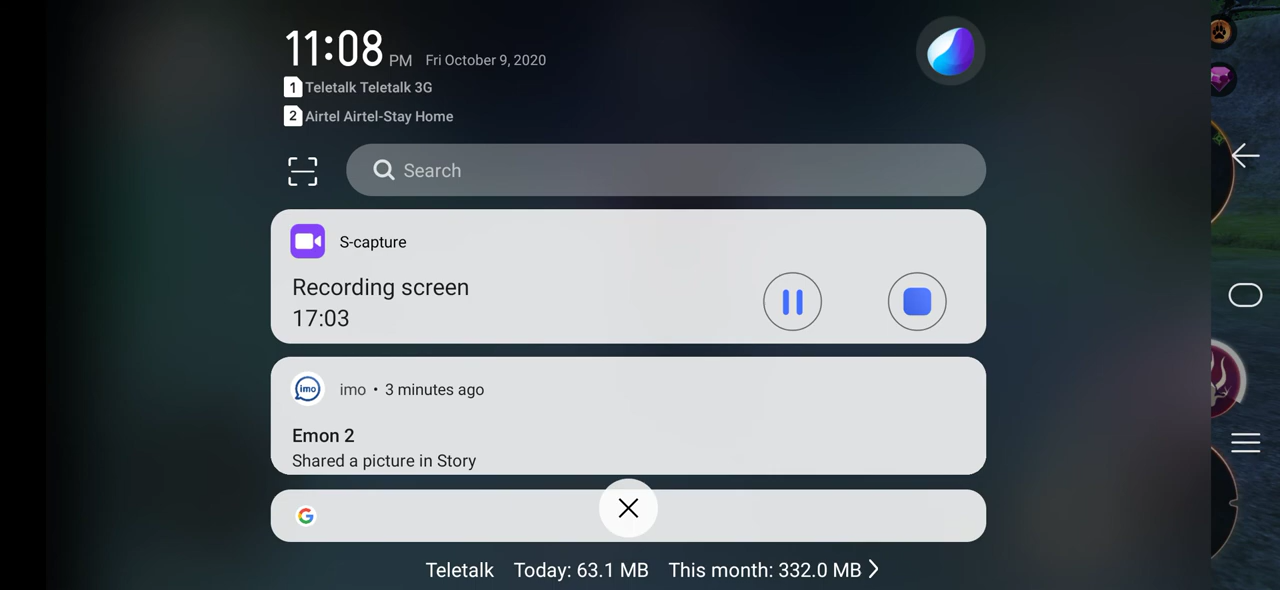 11:08 PM Fri October 9, 2020
1 Teletalk Teletalk 3G
2 Airtel Airtel-Stay Home
Search
S-capture
Recording screen
17:03
imo imo • 3 minutes ago
Emon 2
Shared a picture in Story
G
Teletalk Today: 63.1 MB This month: 332.0 MB